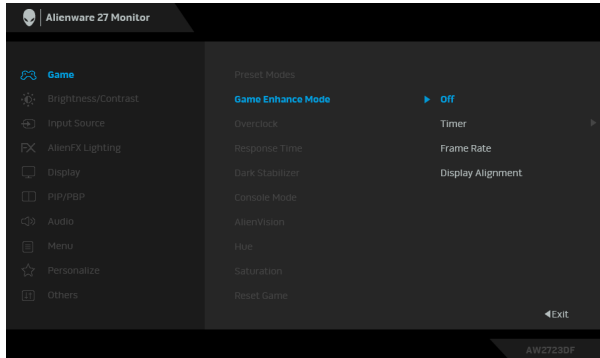 Alienware 27 Monitor
Game
Brightness/Contrast
Input Source
AlienFX Lighting
Display
PIP/PBP
Audio
Menu
Personalize
Others
Preset Modes
Game Enhance Mode
Overclock
Response Time
Dark Stabilizer
Console Mode
AlienVision
Hue
Saturation
Reset Game
Off
Timer
Frame Rate
Display Alignment
Exit
AW2723DF